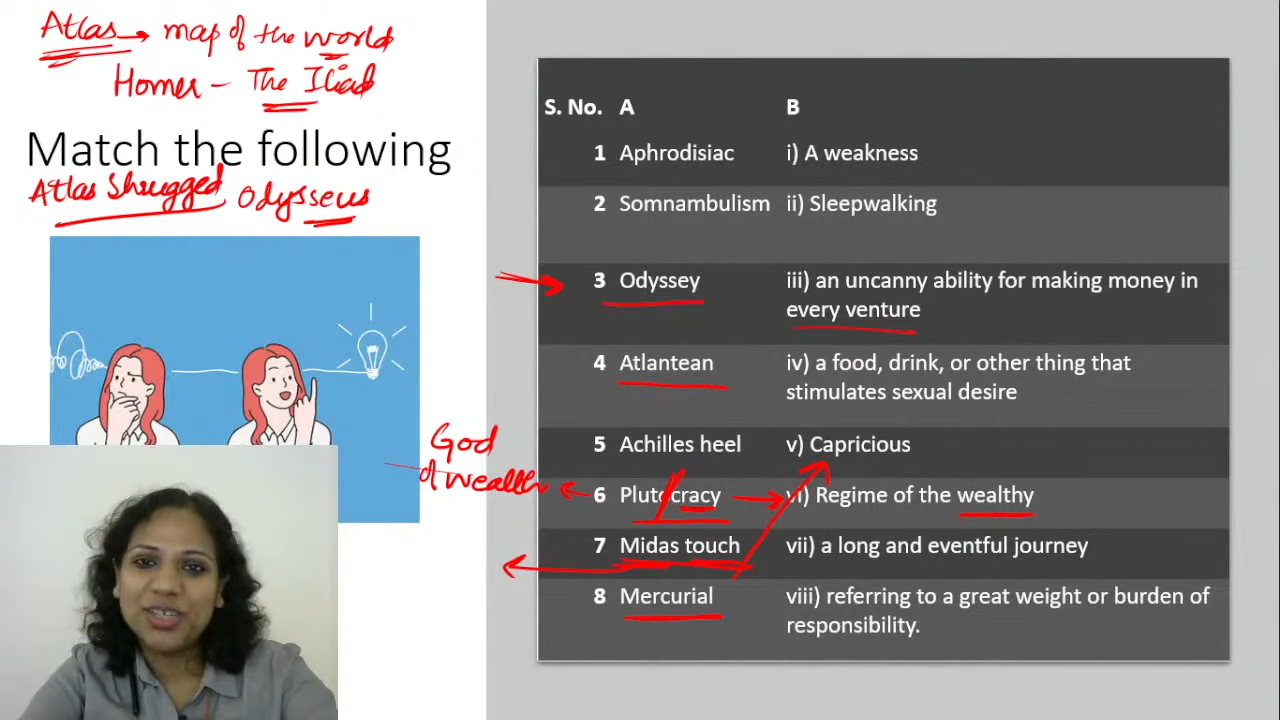 Atlas → map of the world
Homer - The Iliad
Match the following
Atlas Shrugged Odysseus
God
of wealth
S. No. A B
1 Aphrodisiac i) A weakness
2 Somnambulism ii) Sleepwalking
3 Odyssey iii) an uncanny ability for making money in
every venture
4 Atlantean iv) a food, drink, or other thing that
stimulates sexual desire
5 Achilles heel v) Capricious
6 Plutocracy vi) Regime of the wealthy
7 Midas touch vii) a long and eventful journey
8 Mercurial viii) referring to a great weight or burden of
responsibility.